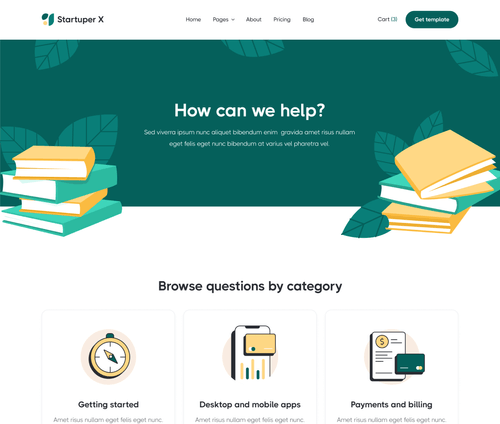 Startuper X
Home Pages About Pricing Blog
Cart (3) Get template
How can we help?
Sed viverra ipsum nunc aliquet bibendum enim gravida amet risus nullam
eget felis eget nunc bibendum at varius vel pharetra vel.
Browse questions by category
Getting started
Desktop and mobile apps
Payments and billing
Amet risus nullam eget felis eget nunc
Amet risus nullam eget felis eget nunc
Amet risus nullam eget felis eget nunc.